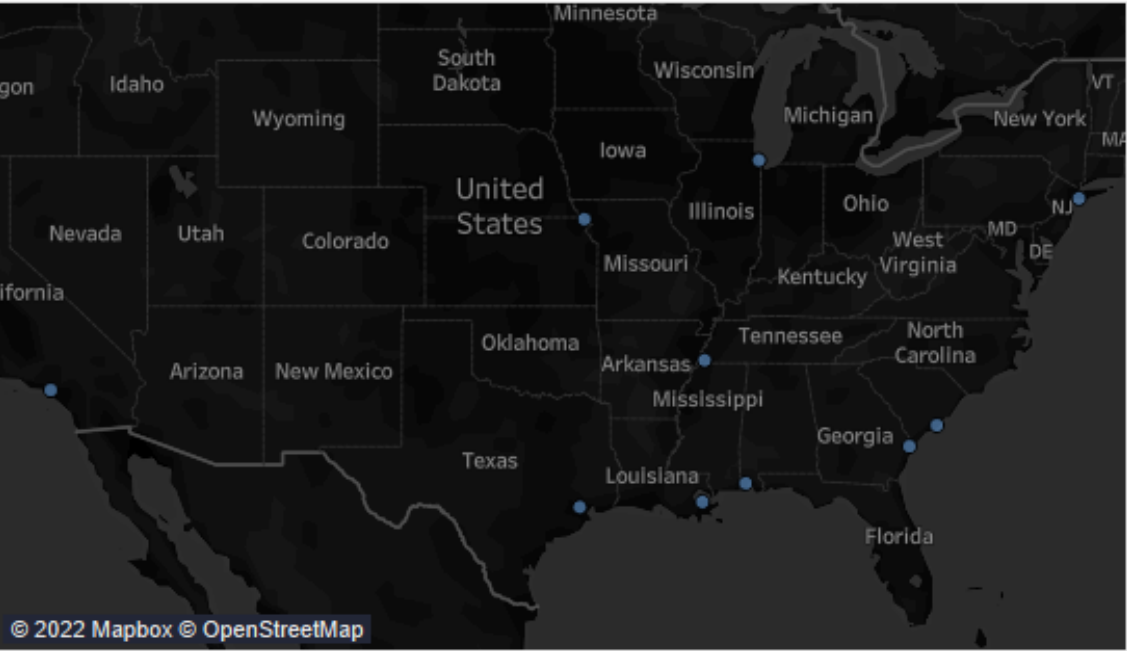 Minnesota
South
Dakota
Wisconsin
gon
Idaho
VT
Wyoming
Michigan
New York
MA
Iowa
United
States
Illinois
Ohio
NJ
Nevada
Utah
Colorado
MD
West
Virginia
DE
Missouri
Kentucky
ifornia
Oklahoma
Tennessee
North
Carolina
Arizona
New Mexico
Arkansas
Mississippi
Georgia
Texas
Louisiana
Florida
© 2022 Mapbox © OpenStreetMap